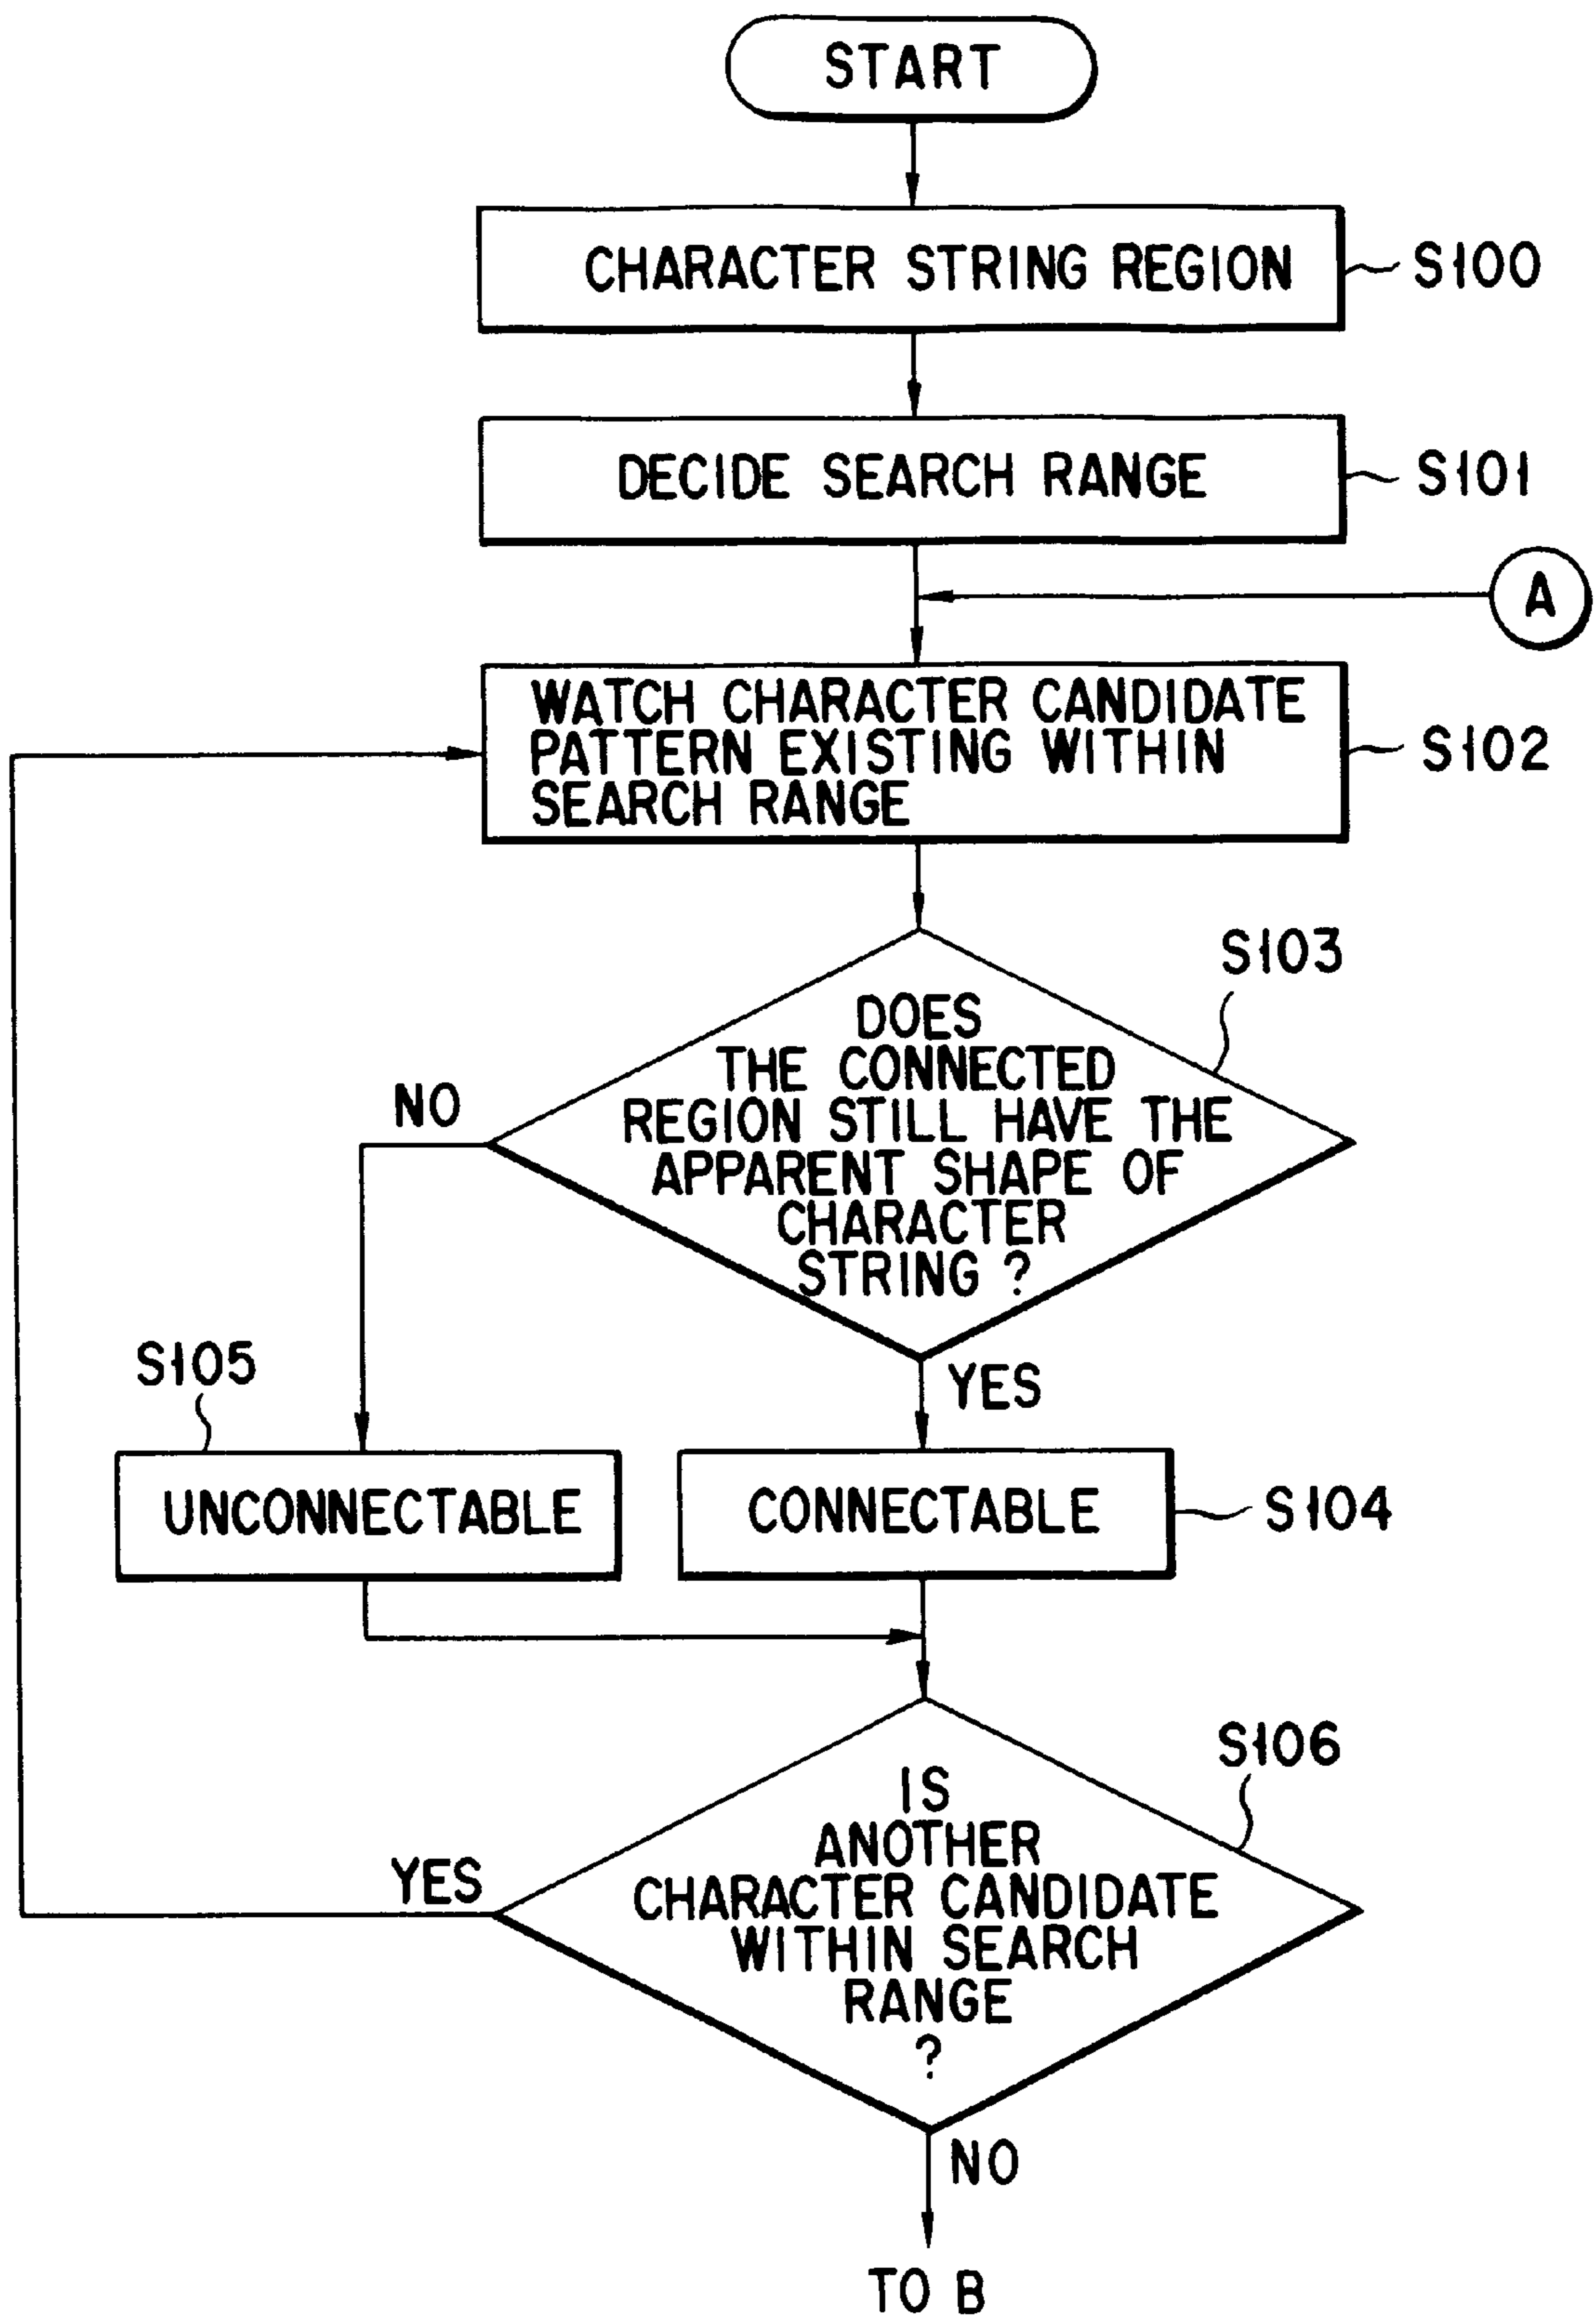 START
CHARACTER STRING REGION
S100
DECIDE SEARCH RANGE
S101
A
WATCH CHARACTER CANDIDATE
PATTERN EXISTING WITHIN
SEARCH RANGE
S102
S103
DOES
THE CONNECTED
REGION STILL HAVE THE
APPARENT SHAPE OF
CHARACTER
STRING ?
NO
YES
S105
UNCONNECTABLE
CONNECTABLE
S104
S106
IS
ANOTHER
CHARACTER CANDIDATE
WITHIN SEARCH
RANGE
?
YES
NO
TO B